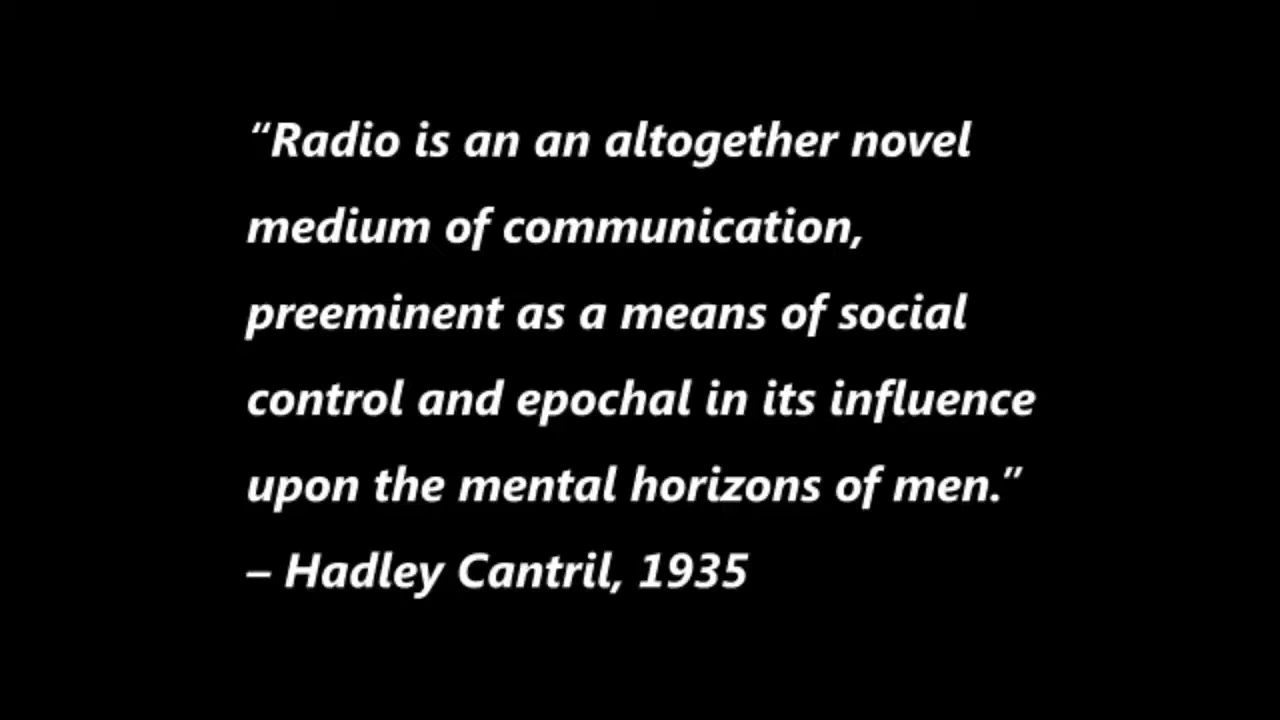 “Radio is an an altogether novel
medium of communication,
preeminent as a means of social
control and epochal in its influence
upon the mental horizons of men.”
– Hadley Cantril, 1935